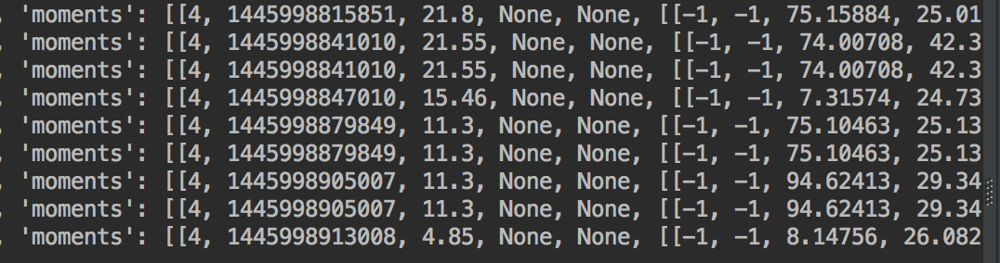 , 'moments': [[4, 1445998815851, 21.8, None, None, [[-1, -1, 75.15884, 25.01
, 'moments': [[4, 1445998841010, 21.55, None, None, [[-1, -1, 74.00708, 42.3
, 'moments': [[4, 1445998841010, 21.55, None, None, [[-1, -1, 74.00708, 42.3
, 'moments': [[4, 1445998847010, 15.46, None, None, [[-1, -1, 7.31574, 24.73
, 'moments': [[4, 1445998879849, 11.3, None, None, [[-1, -1, 75.10463, 25.13
, 'moments': [[4, 1445998879849, 11.3, None, None, [[-1, -1, 75.10463, 25.13
, 'moments': [[4, 1445998905007, 11.3, None, None, [[-1, -1, 94.62413, 29.34
, 'moments': [[4, 1445998905007, 11.3, None, None, [[-1, -1, 94.62413, 29.34
, 'moments': [[4, 1445998913008, 4.85, None, None, [[-1, -1, 8.14756, 26.082